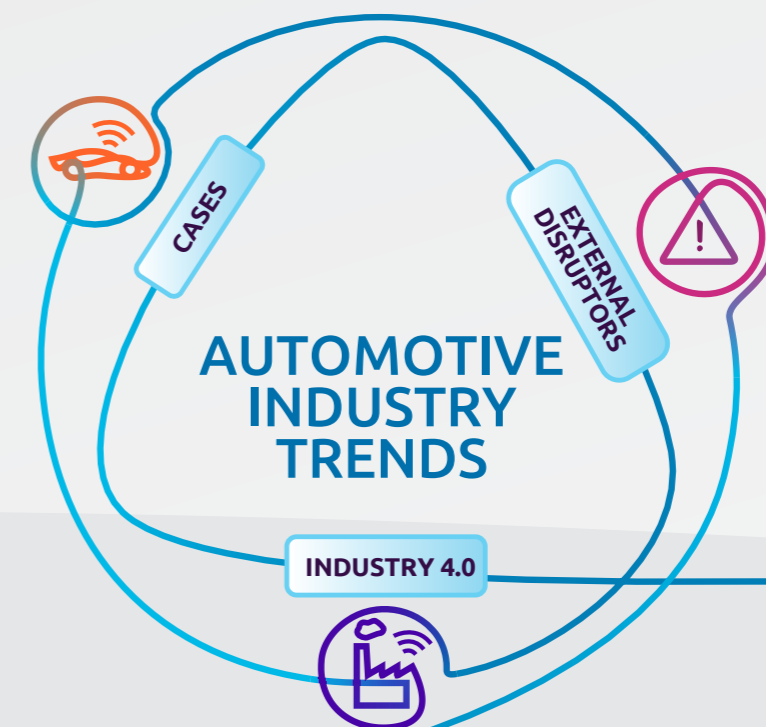 CASES
EXTERNAL
DISRUPTORS
AUTOMOTIVE
INDUSTRY
TRENDS
INDUSTRY 4.0
!